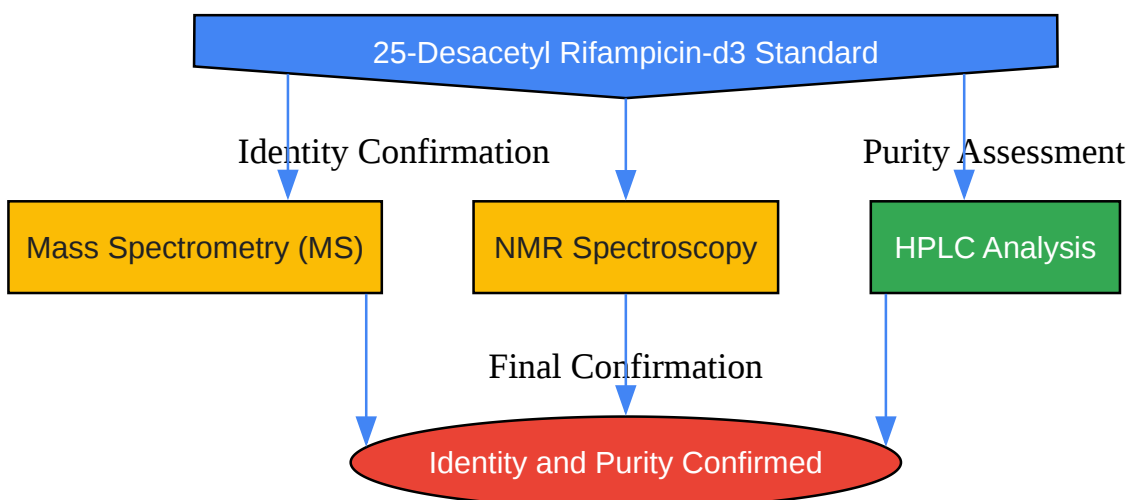 25-Desacetyl Rifampicin-d3 Standard
Identity Confirmation
Purity Assessment
Mass Spectrometry (MS)
NMR Spectroscopy
HPLC Analysis
Final Confirmation
Identity and Purity Confirmed